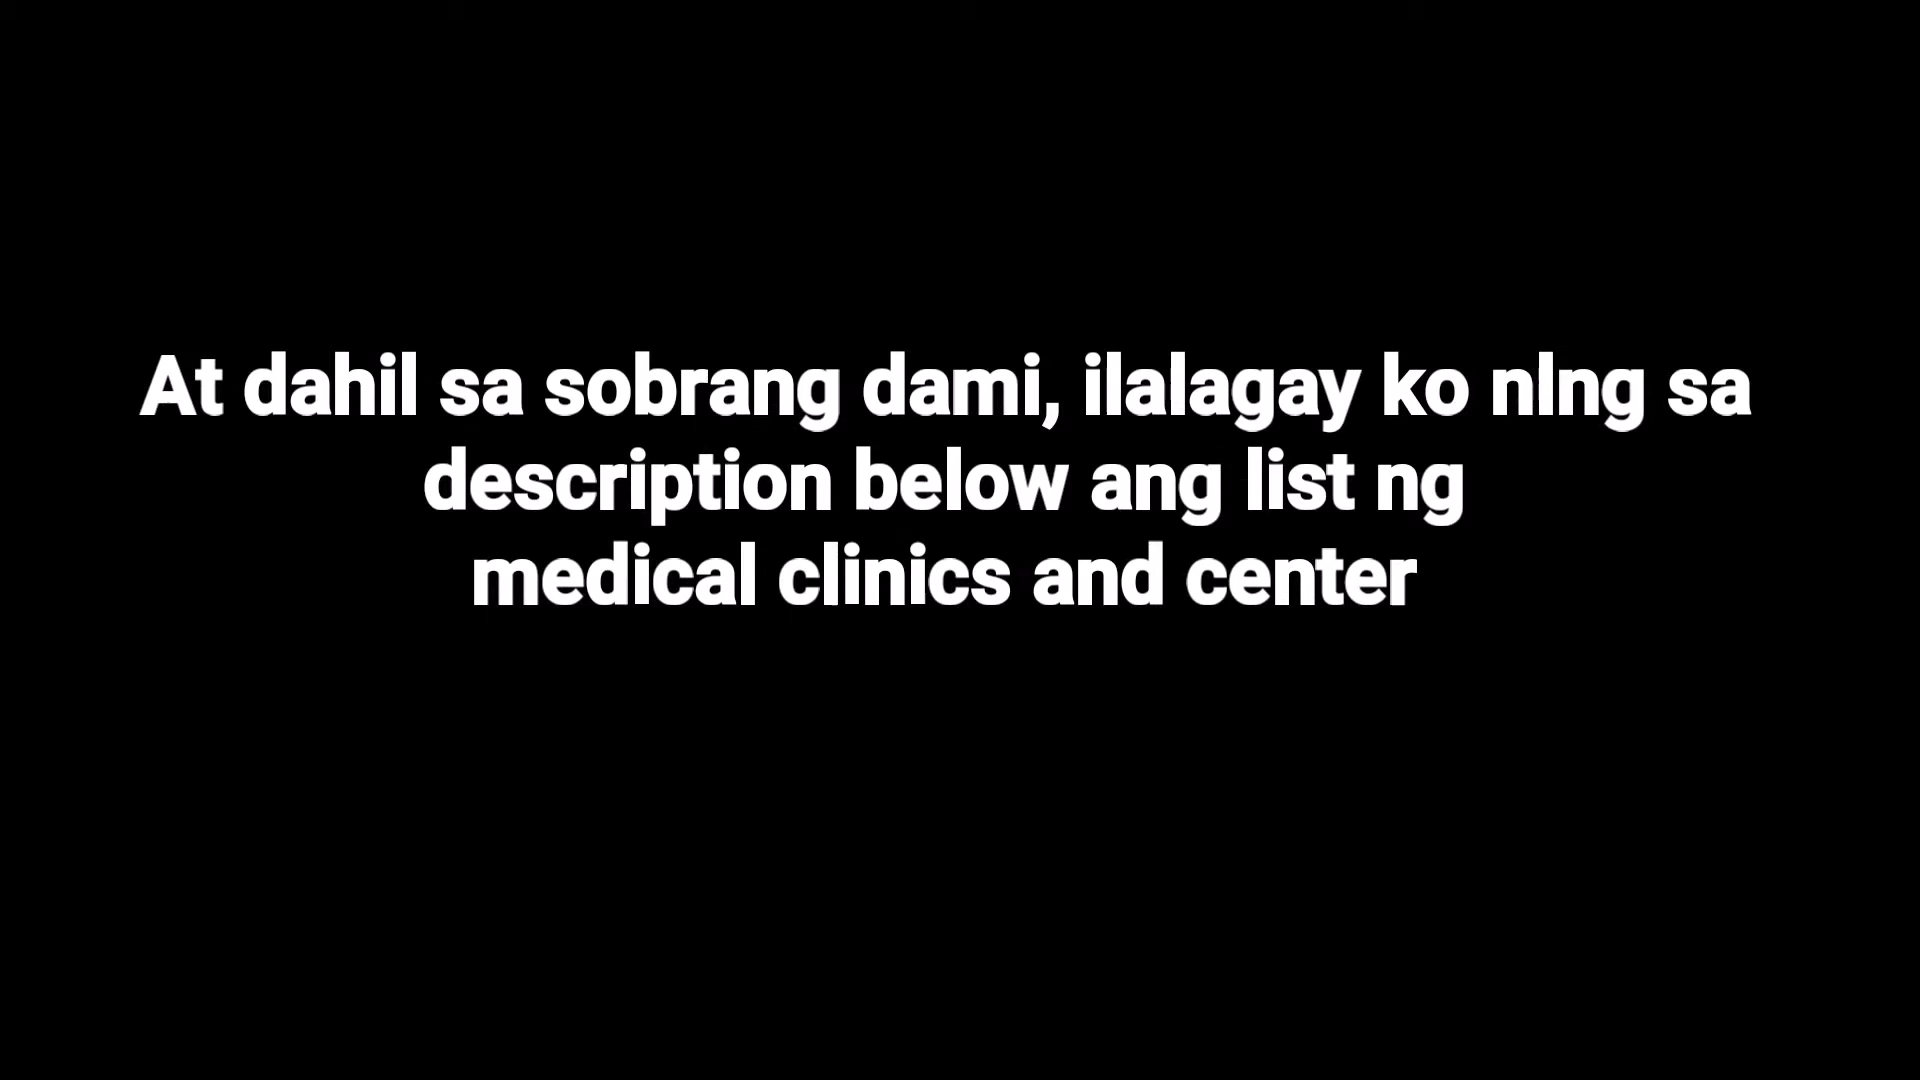 At dahil sa sobrang dami, ilalagay ko nlng sa
description below ang list ng
medical clinics and center